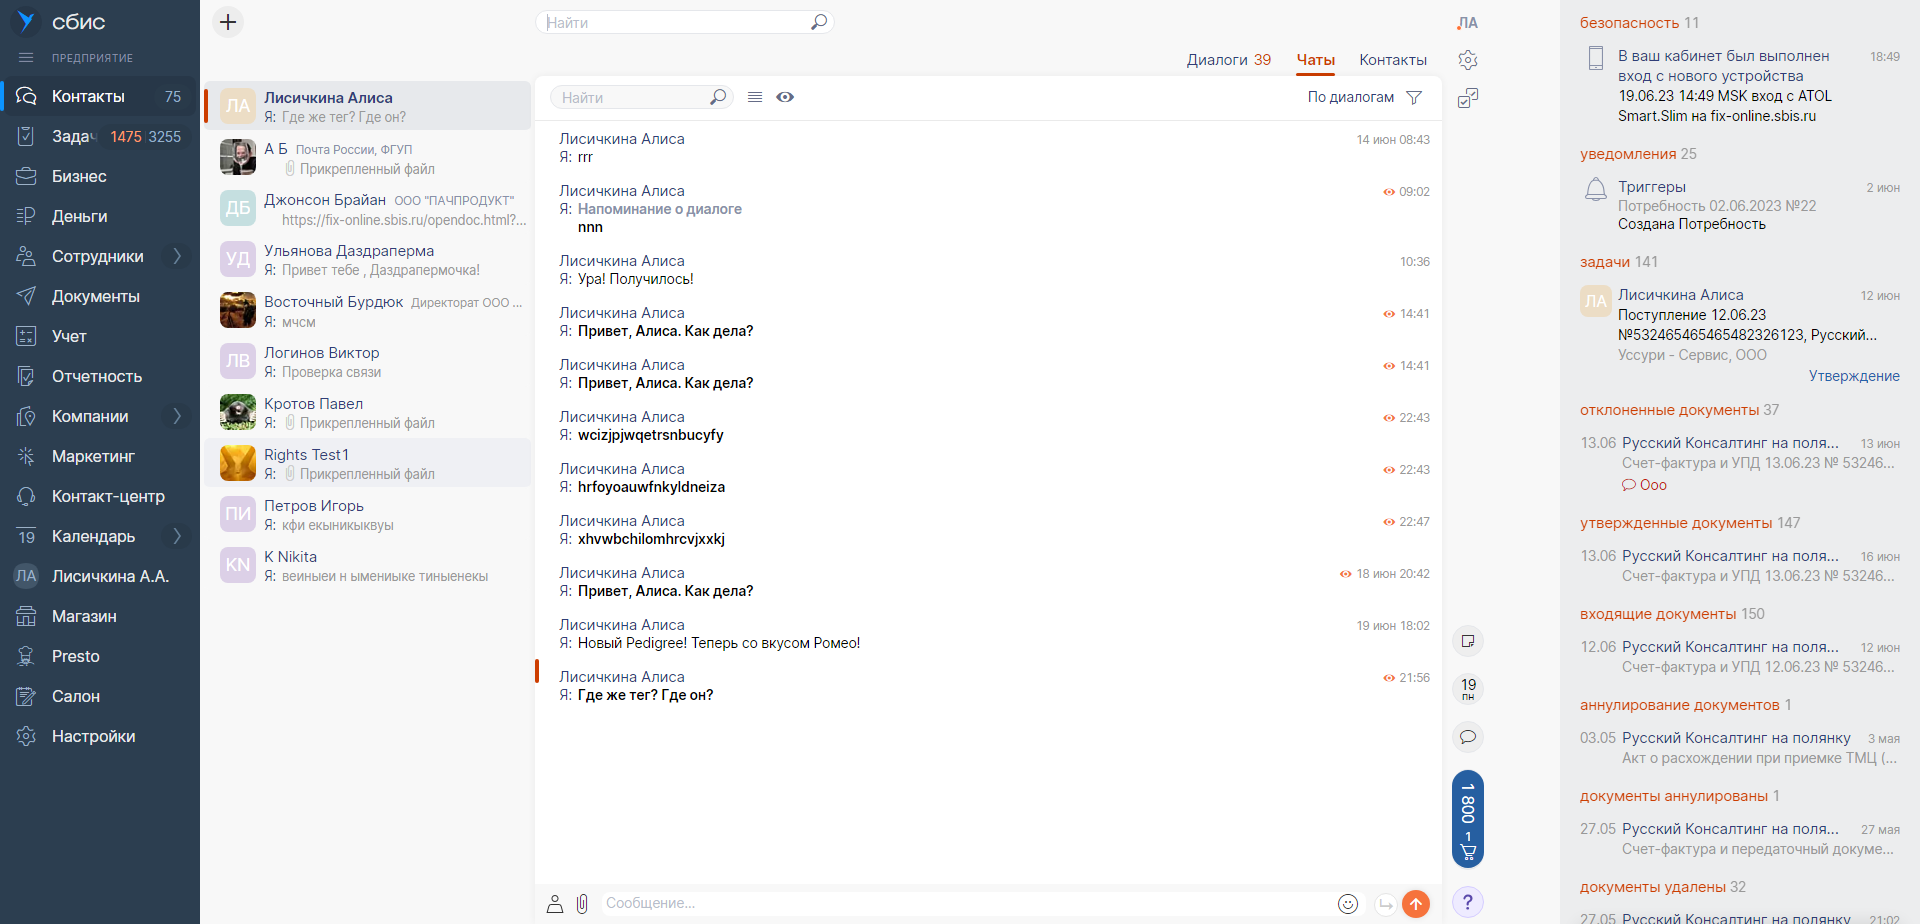 сбис
ПРЕДПРИЯТИЕ
Контакты 75
Задач 1475 3255
Бизнес
Деньги
Сотрудники
Документы
Учет
Отчетность
Компании
Маркетинг
Контакт-центр
19 Календарь
ЛА Лисичкина А.А.
Магазин
Presto
Салон
Настройки
Найти
Диалоги 39 Чаты Контакты
ЛА Лисичкина Алиса
Я: Где же тег? Где он?
А Б Почта России, ФГУП
Прикрепленный файл
ДБ Джонсон Брайан ООО "ПАЧПРОДУКТ"
https://fix-online.sbis.ru/opendoc.html?...
УД Ульянова Даздраперма
Я: Привет тебе , Даздрапермочка!
Восточный Бурдюк Директорат ООО ...
Я: мчсм
ЛВ Логинов Виктор
Я: Проверка связи
Кротов Павел
Я: Прикрепленный файл
Rights Test1
Я: Прикрепленный файл
ПИ Петров Игорь
Я: кфи екыникыквуы
KN K Nikita
Я: веиныеи н ымениыке тиныенекы
Найти
По диалогам
Лисичкина Алиса 14 июн 08:43
Я: rrr
Лисичкина Алиса 09:02
Я: Напоминание о диалоге
nnn
Лисичкина Алиса 10:36
Я: Ура! Получилось!
Лисичкина Алиса 14:41
Я: Привет, Алиса. Как дела?
Лисичкина Алиса 14:41
Я: Привет, Алиса. Как дела?
Лисичкина Алиса 22:43
Я: wcizjpjwqetrsnbucyfy
Лисичкина Алиса 22:43
Я: hrfoyoauwfnkyldneiza
Лисичкина Алиса 22:47
Я: xhvwbchilomhrcvjxxkj
Лисичкина Алиса 18 июн 20:42
Я: Привет, Алиса. Как дела?
Лисичкина Алиса 19 июн 18:02
Я: Новый Pedigree! Теперь со вкусом Ромео!
Лисичкина Алиса 21:56
Я: Где же тег? Где он?
Сообщение...
ЛА
19
ПН
1 800
1
?
безопасность 11
В ваш кабинет был выполнен 18:49
вход с нового устройства
19.06.23 14:49 MSK вход с ATOL
Smart.Slim на fix-online.sbis.ru
уведомления 25
Триггеры 2 июн
Потребность 02.06.2023 №22
Создана Потребность
задачи 141
ЛА Лисичкина Алиса 12 июн
Поступление 12.06.23
№532465465465482326123, Русский...
Уссури - Сервис, ООО
Утверждение
отклоненные документы 37
13.06 Русский Консалтинг на поля... 13 июн
Счет-фактура и УПД 13.06.23 № 53246...
Ооо
утвержденные документы 147
13.06 Русский Консалтинг на поля... 16 июн
Счет-фактура и УПД 13.06.23 № 53246...
входящие документы 150
12.06 Русский Консалтинг на поля... 12 июн
Счет-фактура и УПД 12.06.23 № 53246...
аннулирование документов 1
03.05 Русский Консалтинг на полянку 3 мая
Акт о расхождении при приемке ТМЦ (...
документы аннулированы 1
27.05 Русский Консалтинг на поля... 27 мая
Счет-фактура и передаточный докуме...
документы удалены 32
27.05 Русский Консалтинг на полянку 21:02